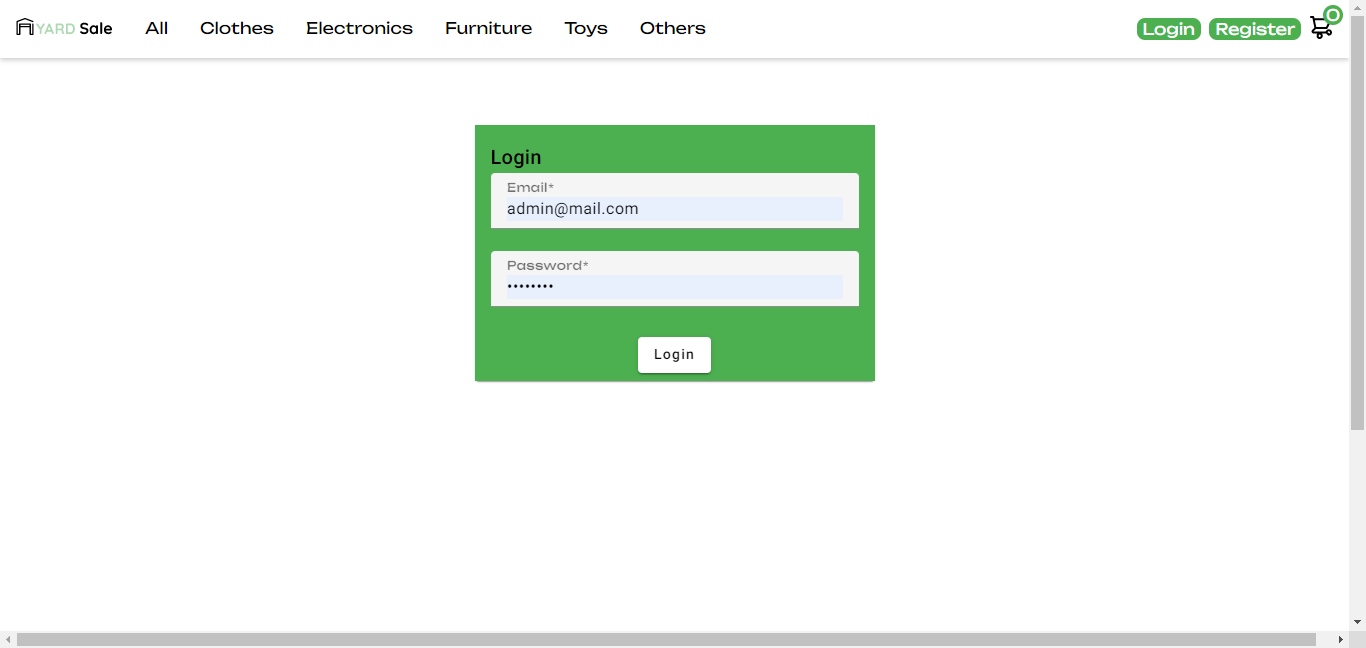 YARD Sale All Clothes Electronics Furniture Toys Others Login Register 0
Login
Email*
admin@mail.com
Password*
••••••••
Login